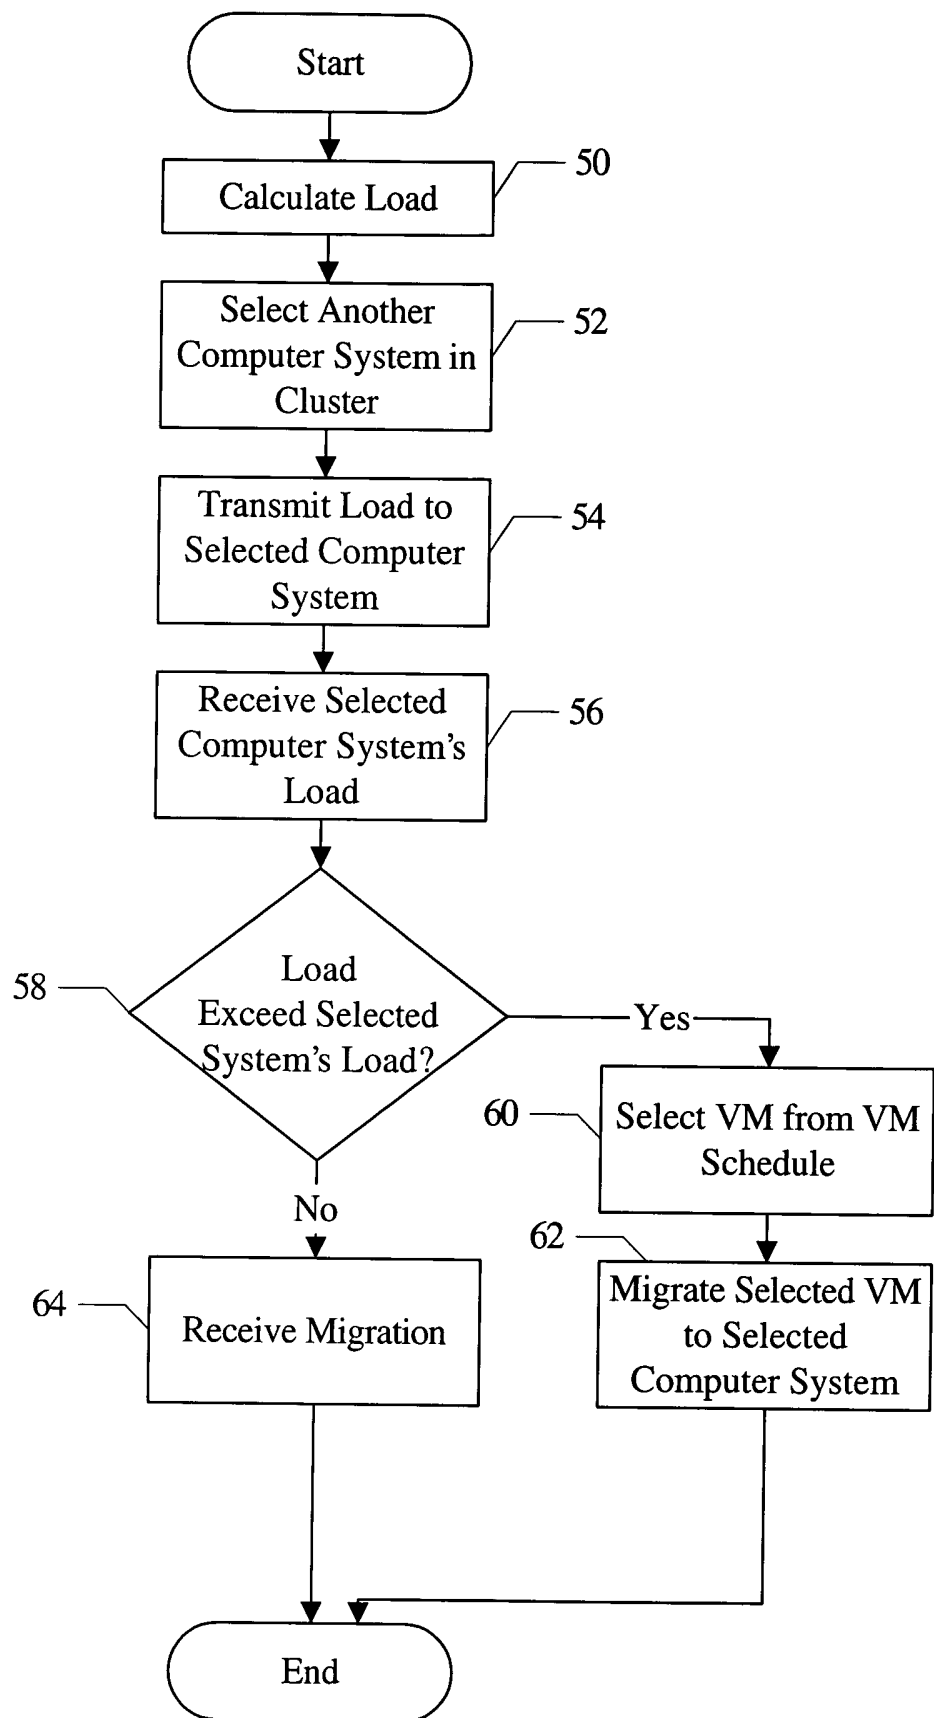 Start
50
Calculate Load
52
Select Another
Computer System in
Cluster
54
Transmit Load to
Selected Computer
System
56
Receive Selected
Computer System's
Load
58
Load
Exceed Selected
System's Load?
Yes
60
Select VM from VM
Schedule
No
62
Migrate Selected VM
to Selected
Computer System
64
Receive Migration
End